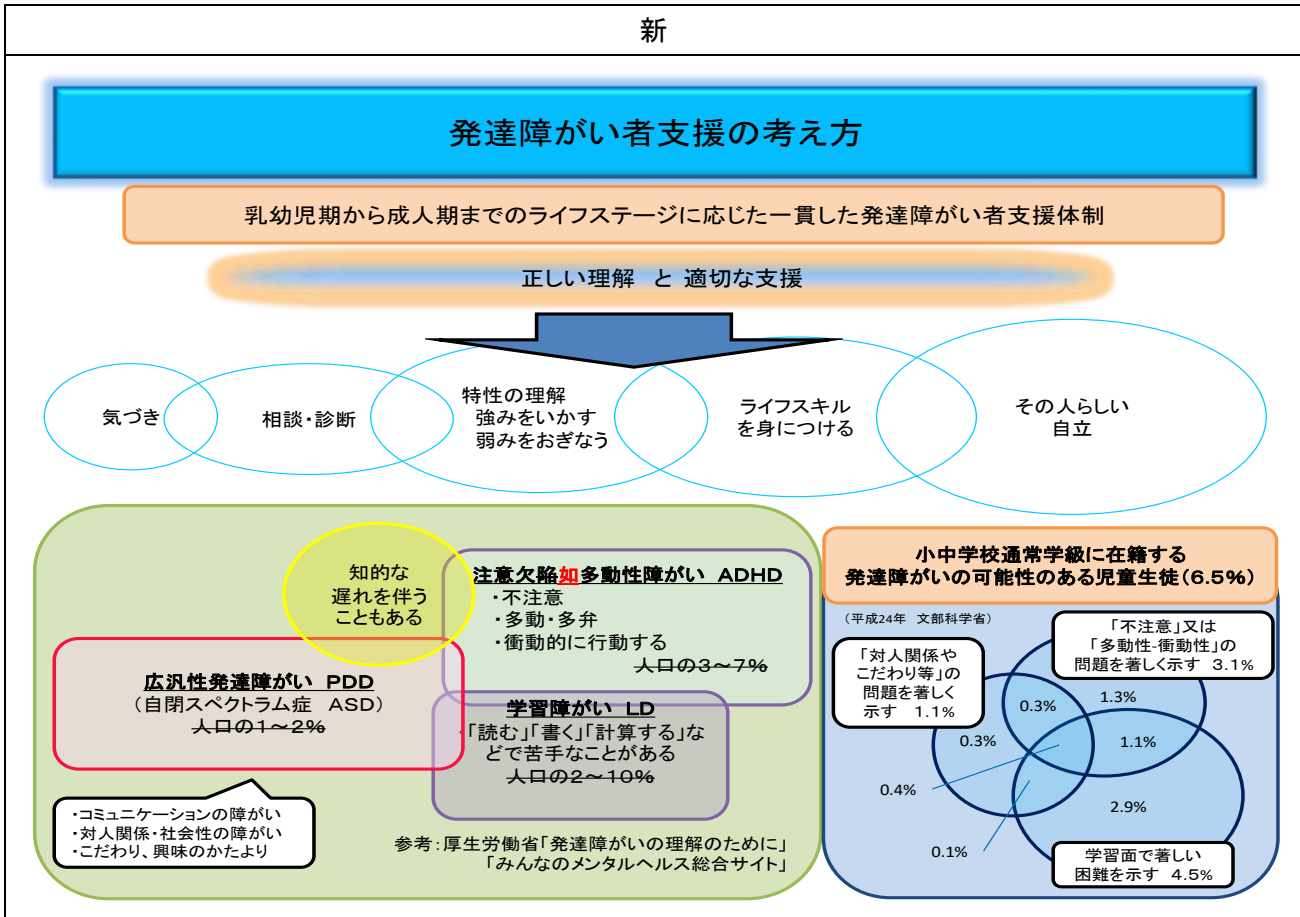 新
発達障がい者支援の考え方
乳幼児期から成人期までのライフステージに応じた一貫した発達障がい者支援体制
正しい理解 と 適切な支援
気づき
相談・診断
特性の理解
強みをいかす
弱みをおぎなう
ライフスキル
を身につける
その人らしい
自立
知的な
遅れを伴う
こともある
注意欠陥如多動性障がい ADHD
・不注意
・多動・多弁
・衝動的に行動する
人口の3~7%
広汎性発達障がい PDD
(自閉スペクトラム症 ASD)
人口の1~2%
学習障がい LD
・「読む」「書く」「計算する」な
どで苦手なことがある
人口の2~10%
・コミュニケーションの障がい
・対人関係・社会性の障がい
・こだわり、興味のかたより
参考:厚生労働省「発達障がいの理解のために」
「みんなのメンタルヘルス総合サイト」
小中学校通常学級に在籍する
発達障がいの可能性のある児童生徒(6.5%)
(平成24年 文部科学省)
「不注意」又は
「多動性-衝動性」の
問題を著しく示す 3.1%
「対人関係や
こだわり等」の
問題を著しく
示す 1.1%
0.3%
1.3%
0.3%
1.1%
0.4%
2.9%
0.1%
学習面で著しい
困難を示す 4.5%